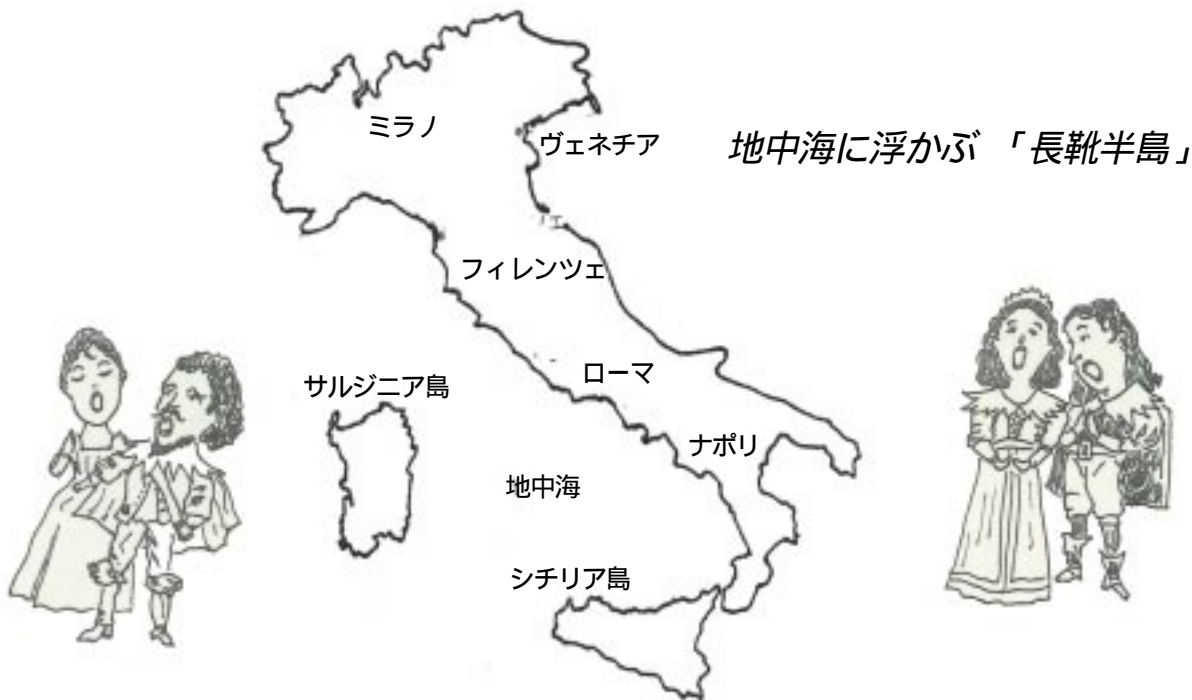 ミラノ
ヴェネチア
地中海に浮かぶ 「長靴半島」
フィレンツェ
ローマ
サルジニア島
ナポリ
地中海
シチリア島